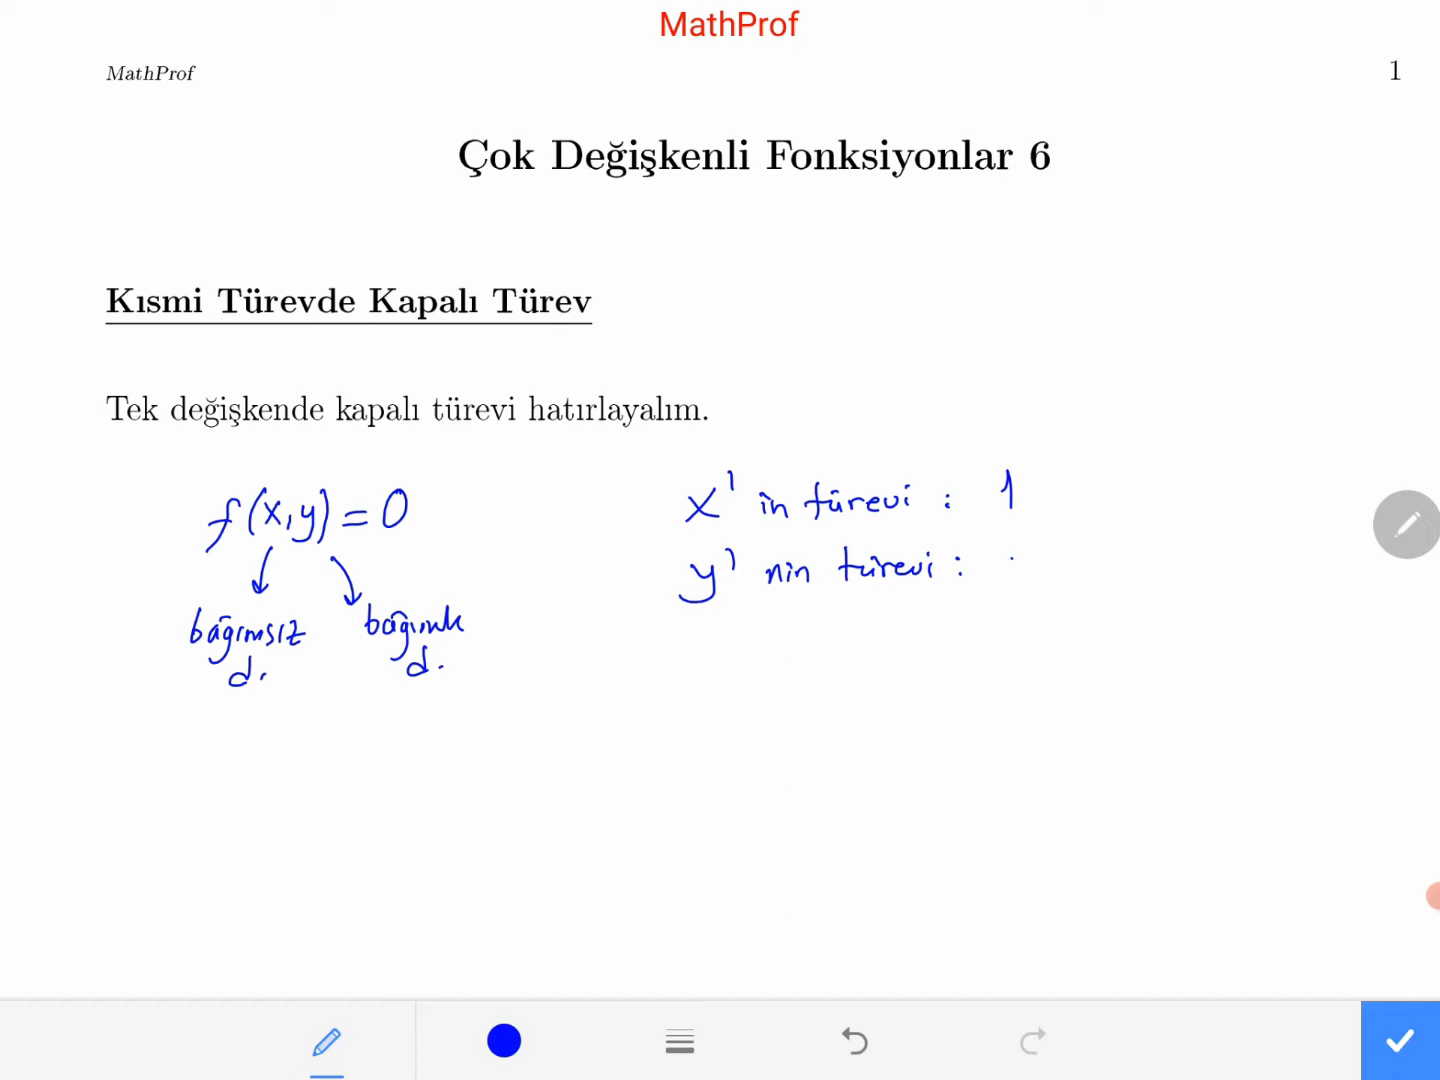 MathProf
MathProf 1
Çok Değişkenli Fonksiyonlar 6
Kısmi Türevde Kapalı Türev
Tek değişkende kapalı türevi hatırlayalım.
f(x,y)=0
bağımsız d.
bağımlı d.
x' in türevi : 1
y' nin türevi :